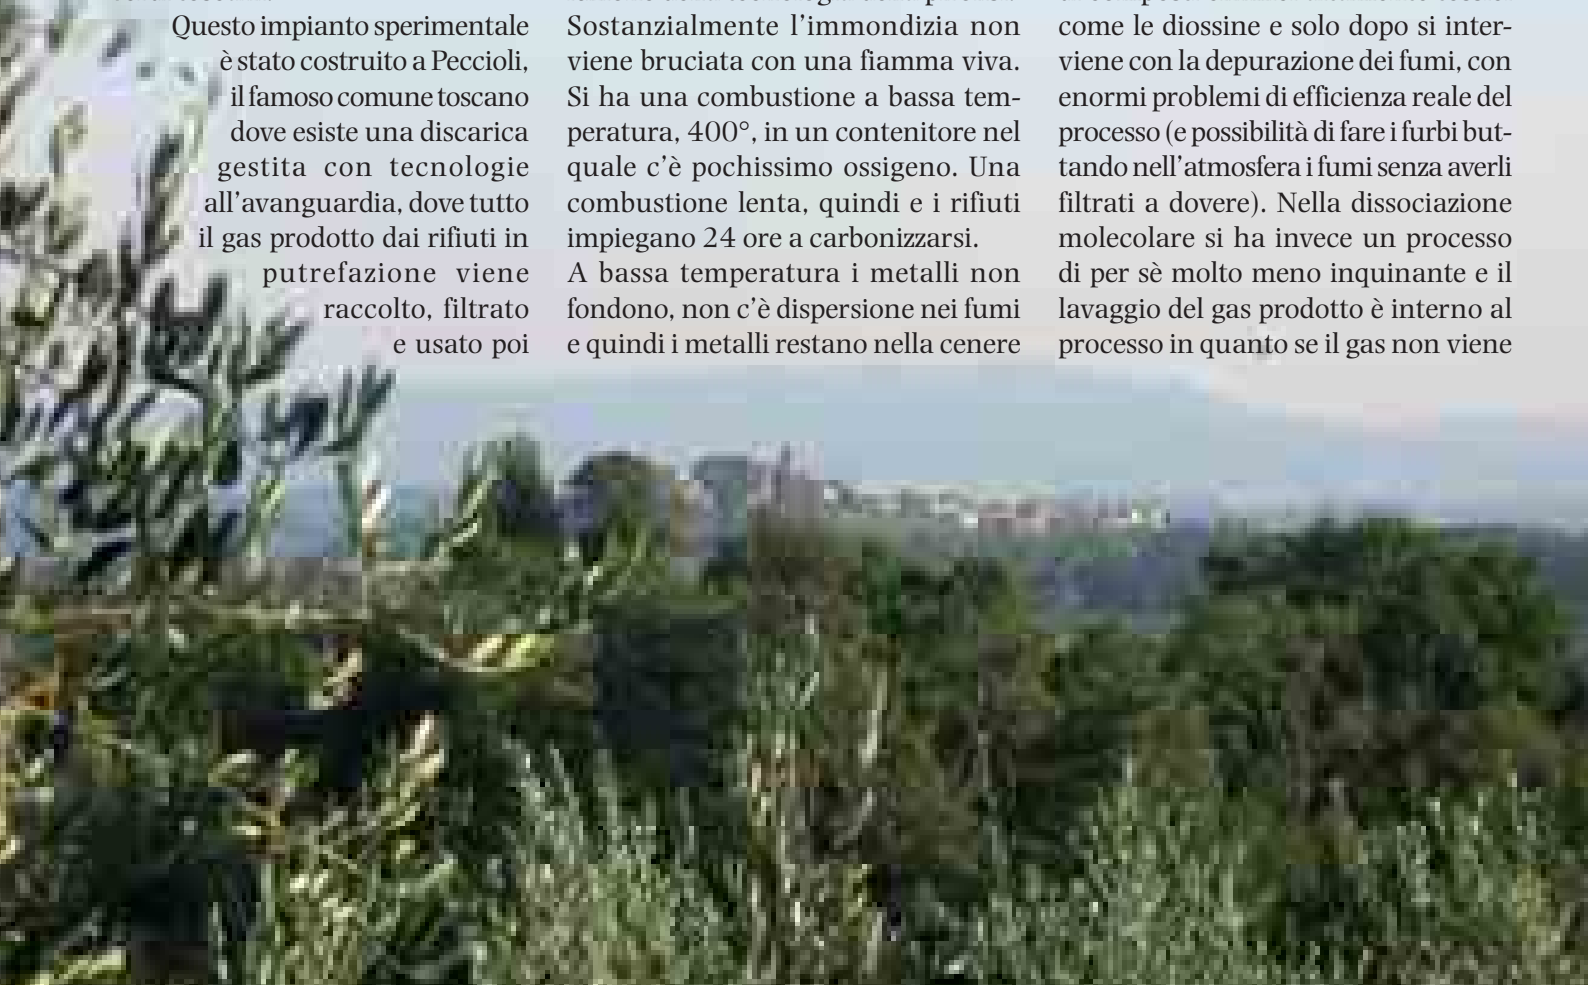 Questo impianto sperimentale
è stato costruito a Peccioli,
il famoso comune toscano
dove esiste una discarica
gestita con tecnologie
all'avanguardia, dove tutto
il gas prodotto dai rifiuti in
putrefazione viene
raccolto, filtrato
e usato poi
Sostanzialmente l'immondizia non
viene bruciata con una fiamma viva.
Si ha una combustione a bassa tem-
peratura, 400°, in un contenitore nel
quale c'è pochissimo ossigeno. Una
combustione lenta, quindi e i rifiuti
impiegano 24 ore a carbonizzarsi.
A bassa temperatura i metalli non
fondono, non c'è dispersione nei fumi
e quindi i metalli restano nella cenere
come le diossine e solo dopo si inter-
viene con la depurazione dei fumi, con
enormi problemi di efficienza reale del
processo (e possibilità di fare i furbi but-
tando nell'atmosfera i fumi senza averli
filtrati a dovere). Nella dissociazione
molecolare si ha invece un processo
di per sè molto meno inquinante e il
lavaggio del gas prodotto è interno al
processo in quanto se il gas non viene